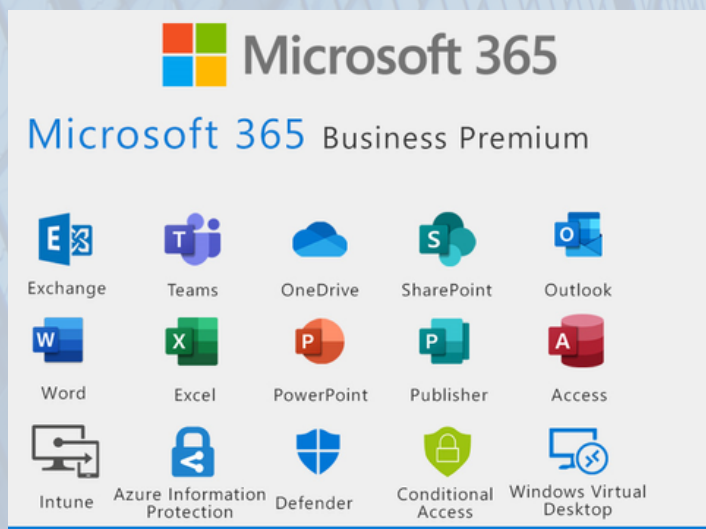 Microsoft 365
Microsoft 365 Business Premium
E
T
S
O
Exchange
Teams
OneDrive
SharePoint
Outlook
W
X
P
P
A
Word
Excel
PowerPoint
Publisher
Access
Intune
Azure Information
Protection
Defender
Conditional
Access
Windows Virtual
Desktop